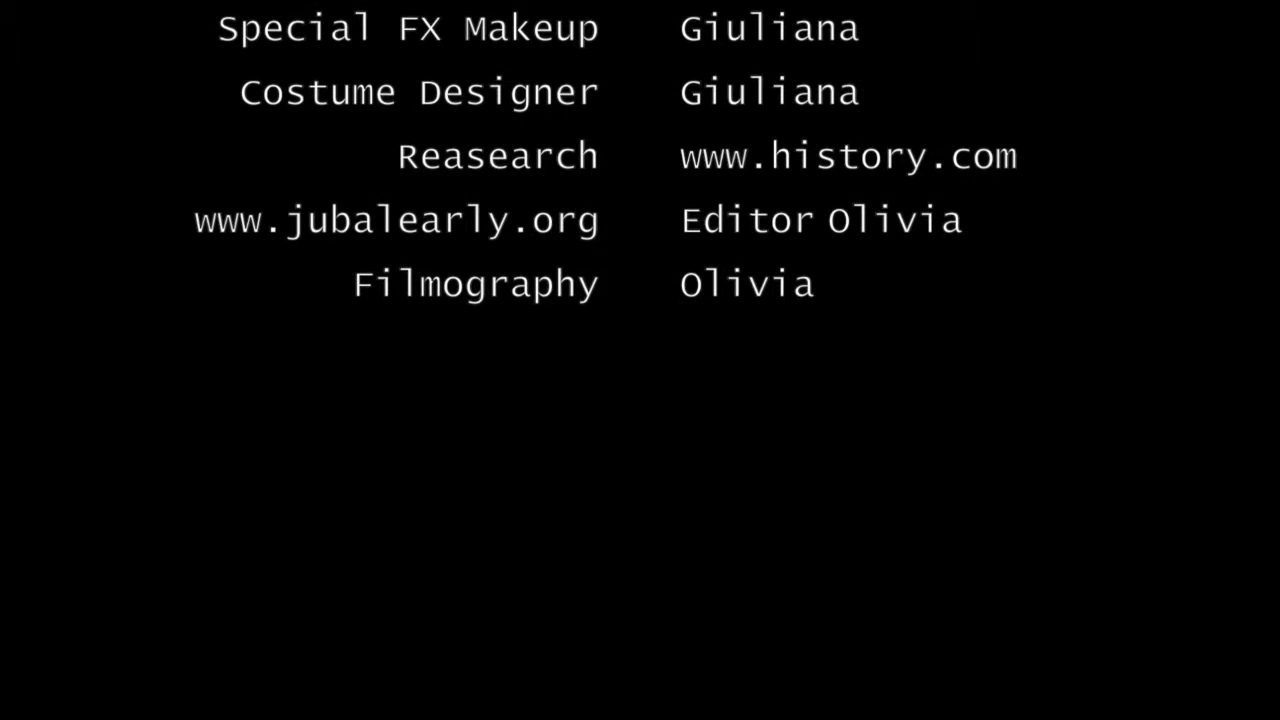 Special FX Makeup Giuliana
Costume Designer Giuliana
Reasearch www.history.com
www.jubalearly.org Editor Olivia
Filmography Olivia